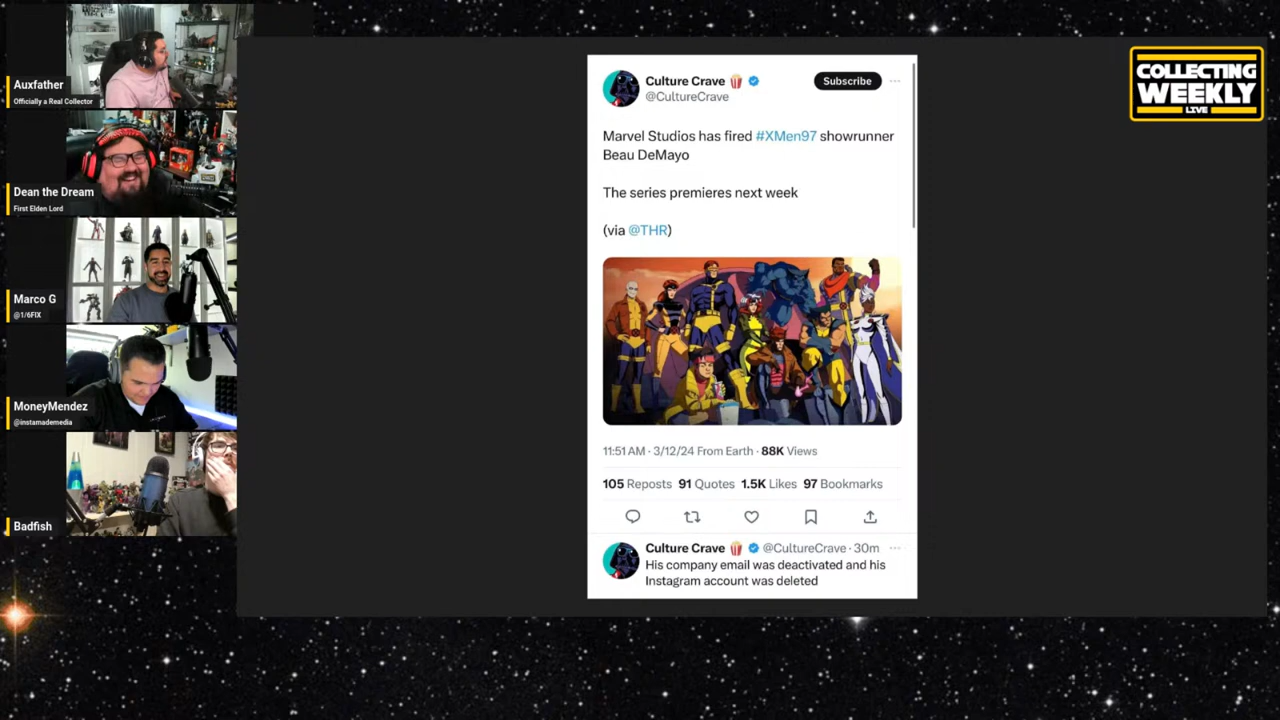 Auxfather
Officially a Real Collector
Dean the Dream
First Elden Lord
Marco G
@1/6FIX
MoneyMendez
@instamademedia
Badfish
Culture Crave
@CultureCrave
Subscribe
Marvel Studios has fired #XMen97 showrunner
Beau DeMayo
The series premieres next week
(via @THR)
11:51 AM · 3/12/24 From Earth · 88K Views
105 Reposts 91 Quotes 1.5K Likes 97 Bookmarks
Culture Crave @CultureCrave · 30m
His company email was deactivated and his
Instagram account was deleted
COLLECTING
WEEKLY
LIVE